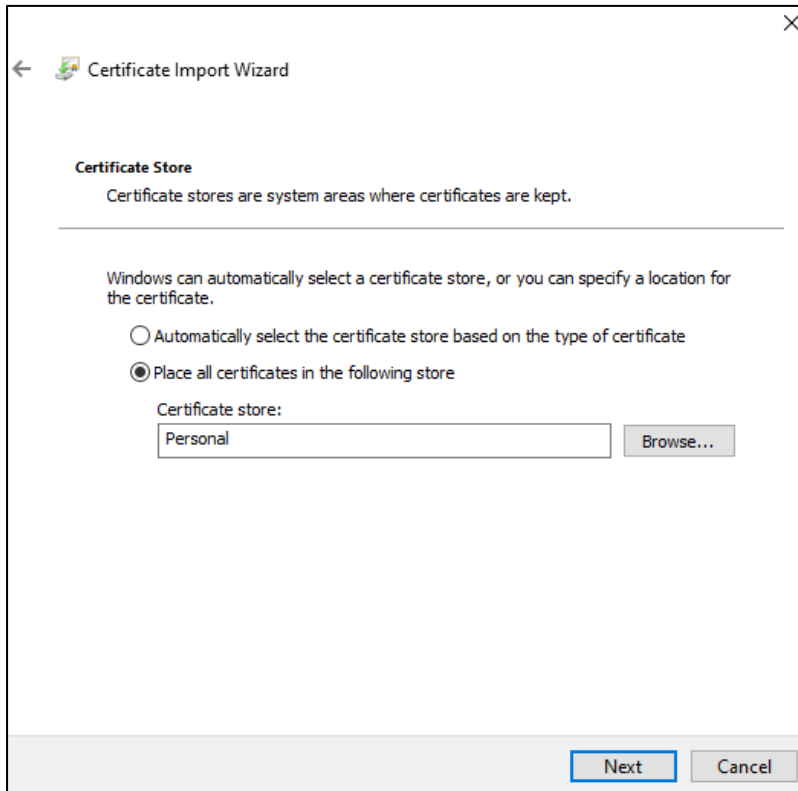 Certificate Import Wizard
Certificate Store
Certificate stores are system areas where certificates are kept.
Windows can automatically select a certificate store, or you can specify a location for
the certificate.
Automatically select the certificate store based on the type of certificate
Place all certificates in the following store
Certificate store:
Personal
Browse...
Next
Cancel